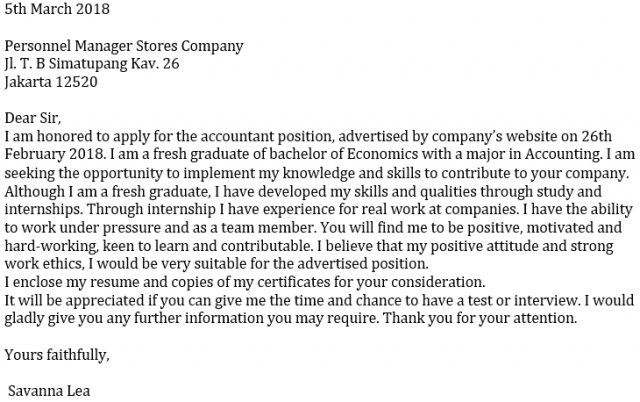 5th March 2018
Personnel Manager Stores Company
Jl. T. B Simatupang Kav. 26
Jakarta 12520
Dear Sir,
I am honored to apply for the accountant position, advertised by company's website on 26th
February 2018. I am a fresh graduate of bachelor of Economics with a major in Accounting. I am
seeking the opportunity to implement my knowledge and skills to contribute to your company.
Although I am a fresh graduate, I have developed my skills and qualities through study and
internships. Through internship I have experience for real work at companies. I have the ability
to work under pressure and as a team member. You will find me to be positive, motivated and
hard-working, keen to learn and contributable. I believe that my positive attitude and strong
work ethics, I would be very suitable for the advertised position.
I enclose my resume and copies of my certificates for your consideration.
It will be appreciated if you can give me the time and chance to have a test or interview. I would
gladly give you any further information you may require. Thank you for your attention.
Yours faithfully,
Savanna Lea